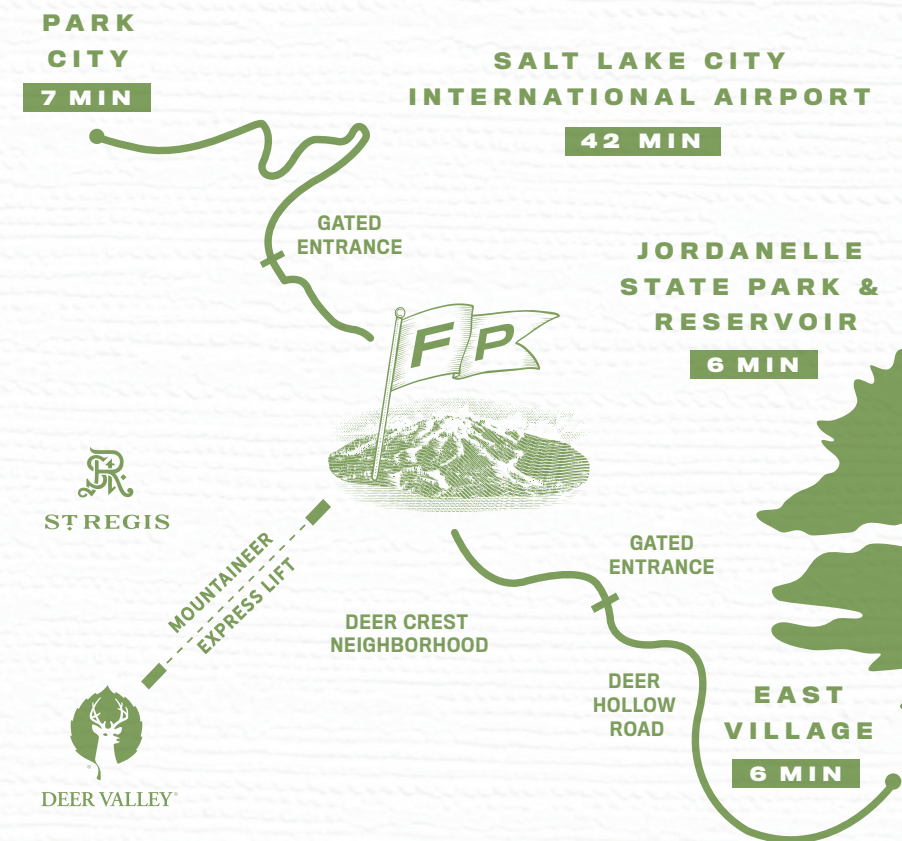 PARK
CITY
7 MIN
SALT LAKE CITY
INTERNATIONAL AIRPORT
42 MIN
GATED
ENTRANCE
JORDANELLE
STATE PARK &
RESERVOIR
6 MIN
FP
SR
ST REGIS
MOUNTAINEER
EXPRESS LIFT
GATED
ENTRANCE
DEER CREST
NEIGHBORHOOD
DEER
HOLLOW
ROAD
EAST
VILLAGE
6 MIN
DEER VALLEY®